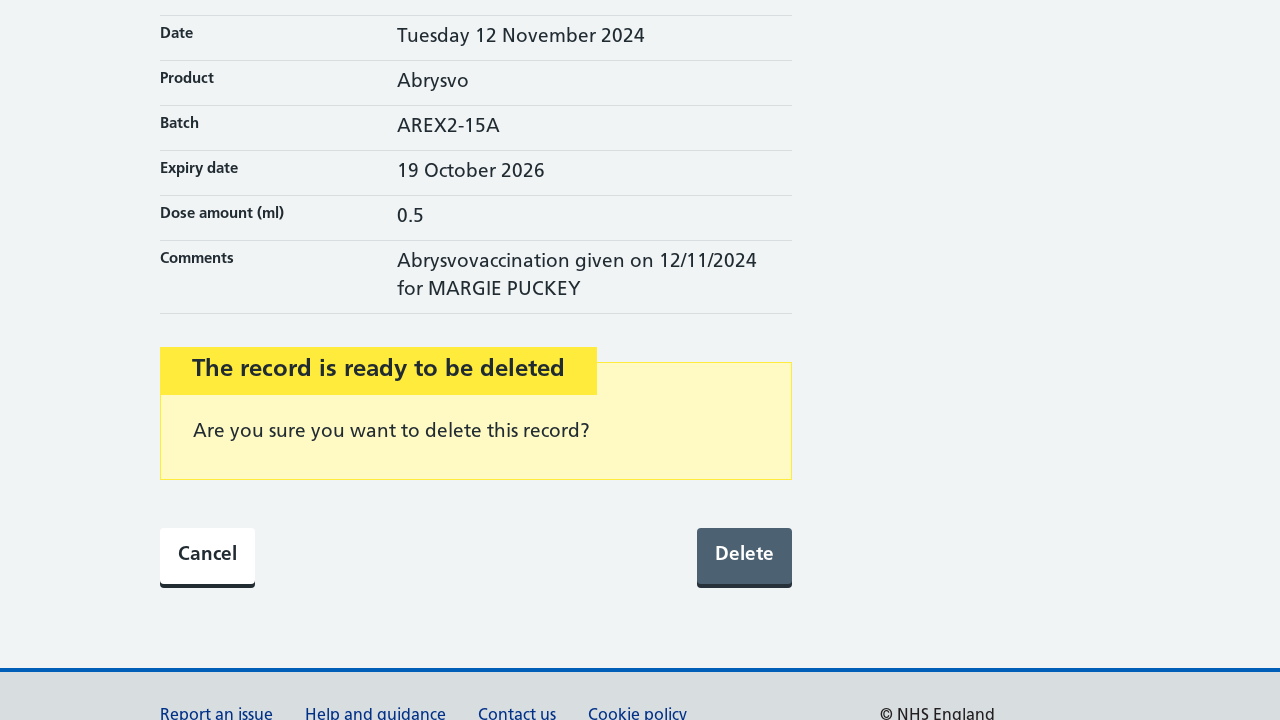 Date Tuesday 12 November 2024
Product Abrysvo
Batch AREX2-15A
Expiry date 19 October 2026
Dose amount (ml) 0.5
Comments Abrysvovaccination given on 12/11/2024
for MARGIE PUCKEY
The record is ready to be deleted
Are you sure you want to delete this record?
Cancel Delete
Report an issue Help and guidance Contact us Cookie policy © NHS England